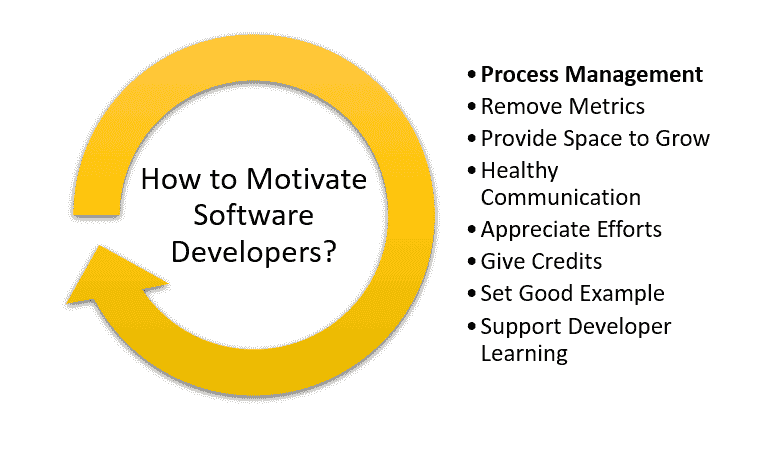 How to Motivate
Software
Developers?
•Process Management
•Remove Metrics
•Provide Space to Grow
•Healthy
Communication
•Appreciate Efforts
•Give Credits
•Set Good Example
•Support Developer
Learning